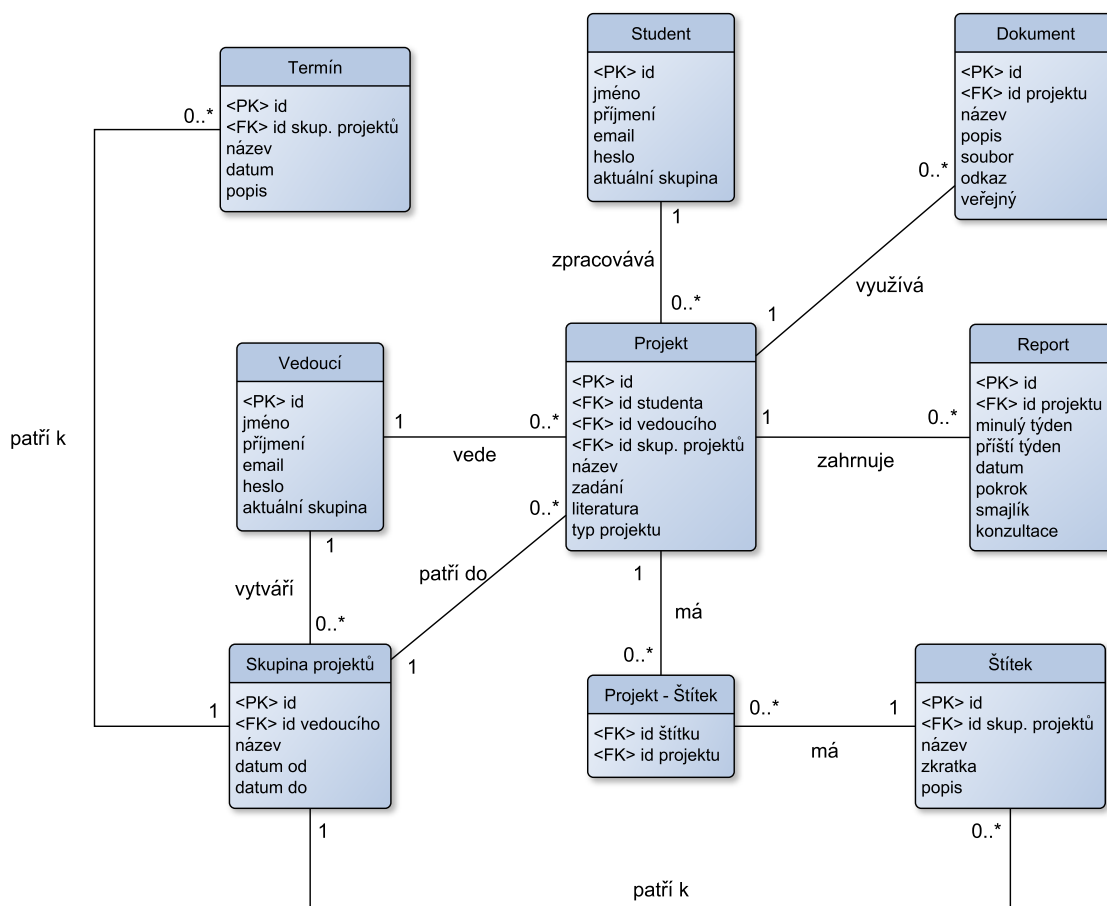 Termín
<PK> id
<FK> id skup. projektů
název
datum
popis
0..*
Student
<PK> id
jméno
příjmení
email
heslo
aktuální skupina
1
zpracovává
0..*
Dokument
<PK> id
<FK> id projektu
název
popis
soubor
odkaz
veřejný
0..*
využívá
1
Vedoucí
<PK> id
jméno
příjmení
email
heslo
aktuální skupina
1
vede
0..*
Projekt
<PK> id
<FK> id studenta
<FK> id vedoucího
<FK> id skup. projektů
název
zadání
literatura
typ projektu
1
zahrnuje
0..*
Report
<PK> id
<FK> id projektu
minulý týden
příští týden
datum
pokrok
smajlík
konzultace
patří k
1
vytváří
0..*
0..*
patří do
1
1
má
0..*
Skupina projektů
<PK> id
<FK> id vedoucího
název
datum od
datum do
1
1
Projekt - Štítek
<FK> id štítku
<FK> id projektu
0..*
má
1
Štítek
<PK> id
<FK> id skup. projektů
název
zkratka
popis
0..*
patří k